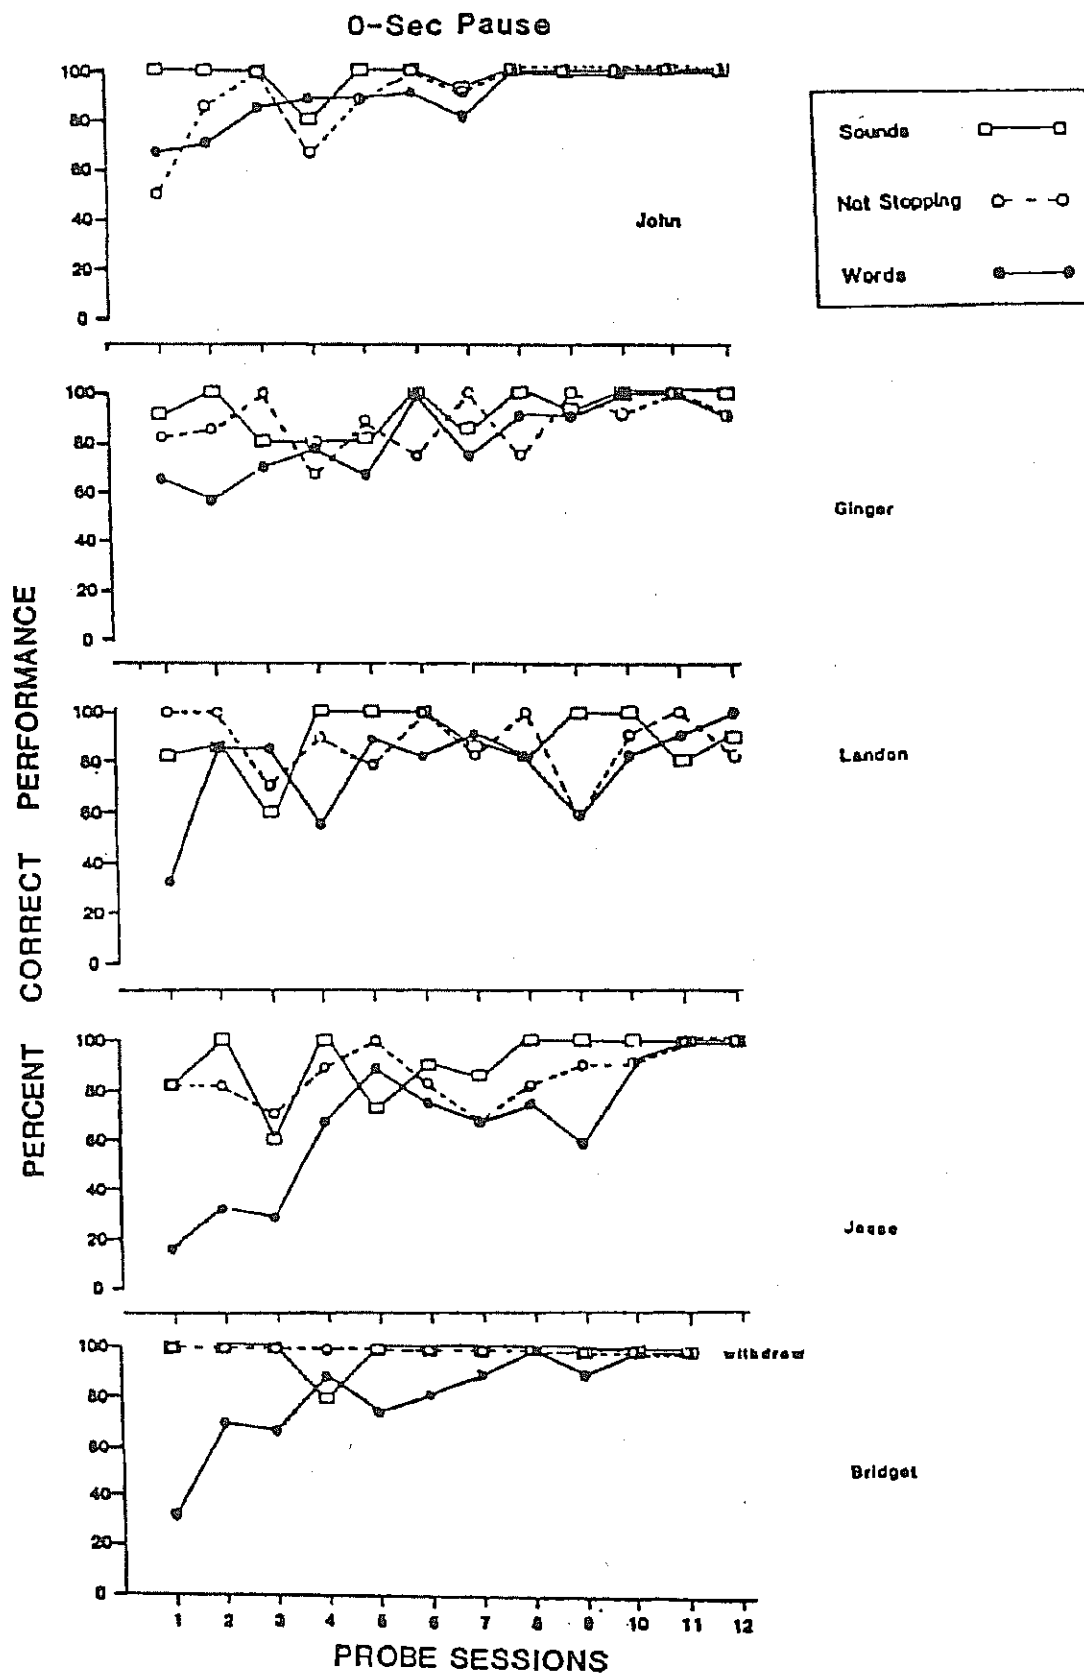 0-Sec Pause
100
80
60
40
20
0
John
Sounds
Not Stopping
Words
100
80
60
40
20
0
Ginger
100
80
60
40
20
0
Landon
100
80
60
40
20
0
Jesse
100
80
60
40
20
0
withdrew
Bridget
1 2 3 4 5 6 7 8 9 10 11 12
PROBE SESSIONS
PERCENT CORRECT PERFORMANCE